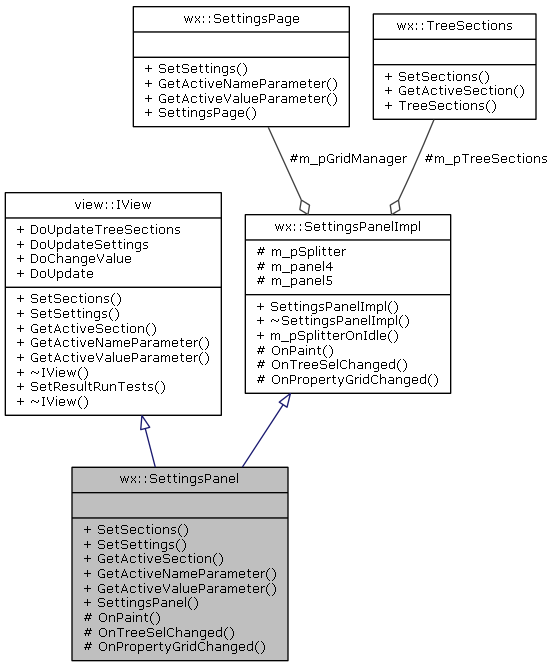 wx::SettingsPage
+ SetSettings()
+ GetActiveNameParameter()
+ GetActiveValueParameter()
+ SettingsPage()
wx::TreeSections
+ SetSections()
+ GetActiveSection()
+ TreeSections()
#m_pGridManager
#m_pTreeSections
view::IView
+ DoUpdateTreeSections
+ DoUpdateSettings
+ DoChangeValue
+ DoUpdate
+ SetSections()
+ SetSettings()
+ GetActiveSection()
+ GetActiveNameParameter()
+ GetActiveValueParameter()
+ ~IView()
+ SetResultRunTests()
+ ~IView()
wx::SettingsPanelImpl
# m_pSplitter
# m_panel4
# m_panel5
+ SettingsPanelImpl()
+ ~SettingsPanelImpl()
+ m_pSplitterOnIdle()
# OnPaint()
# OnTreeSelChanged()
# OnPropertyGridChanged()
wx::SettingsPanel
+ SetSections()
+ SetSettings()
+ GetActiveSection()
+ GetActiveNameParameter()
+ GetActiveValueParameter()
+ SettingsPanel()
# OnPaint()
# OnTreeSelChanged()
# OnPropertyGridChanged()